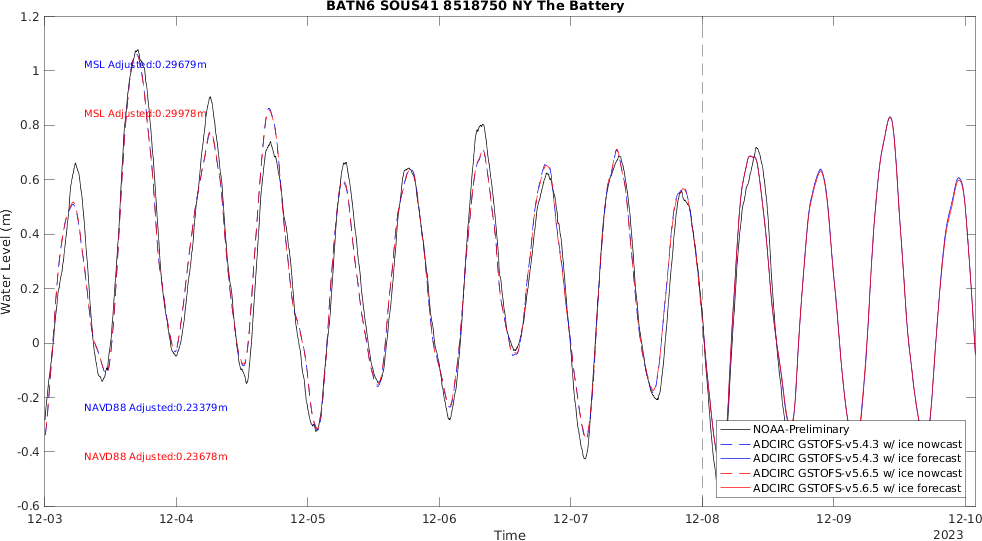 BATN6 SOUS41 8518750 NY The Battery
1.2
1
0.8
0.6
0.4
0.2
0
-0.2
-0.4
-0.6
Water Level (m)
MSL Adjusted:0.29679m
MSL Adjusted:0.29978m
NAVD88 Adjusted:0.23379m
NAVD88 Adjusted:0.23678m
NOAA-Preliminary
ADCIRC GSTOFS-v5.4.3 w/ ice nowcast
ADCIRC GSTOFS-v5.4.3 w/ ice forecast
ADCIRC GSTOFS-v5.6.5 w/ ice nowcast
ADCIRC GSTOFS-v5.6.5 w/ ice forecast
12-03 12-04 12-05 12-06 12-07 12-08 12-09 12-10
Time
2023